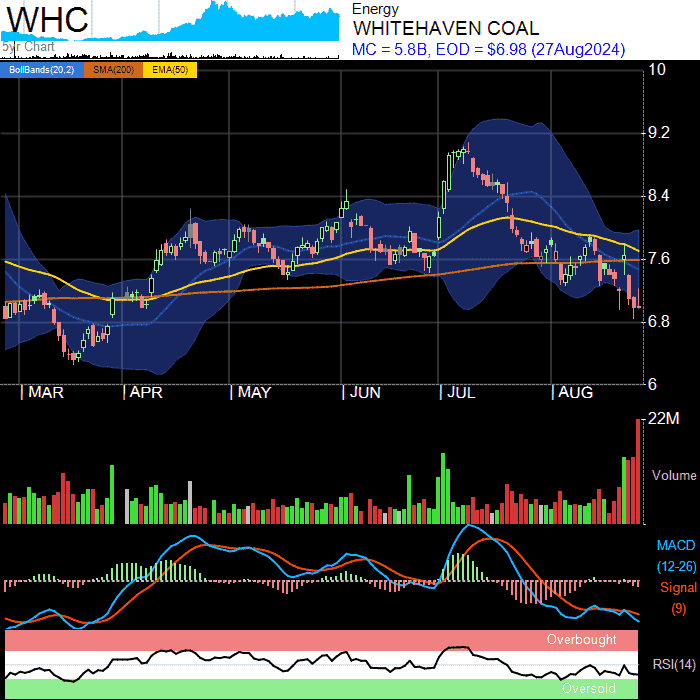 WHC
5yr Chart
Energy
WHITEHAVEN COAL
MC = 5.8B, EOD = $6.98 (27Aug2024)
BollBands(20,2) SMA(200) EMA(50)
10
9.2
8.4
7.6
6.8
6
| MAR | APR | MAY | JUN | JUL | AUG
22M
Volume
MACD
(12-26)
Signal
(9)
Overbought
RSI(14)
Oversold